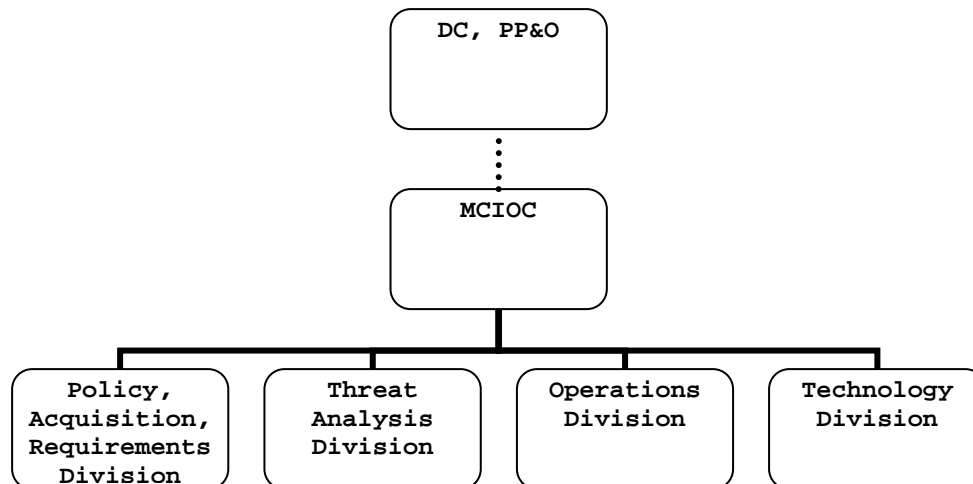 DC, PP&O
MCIOC
Policy,
Acquisition,
Requirements
Division
Threat
Analysis
Division
Operations
Division
Technology
Division